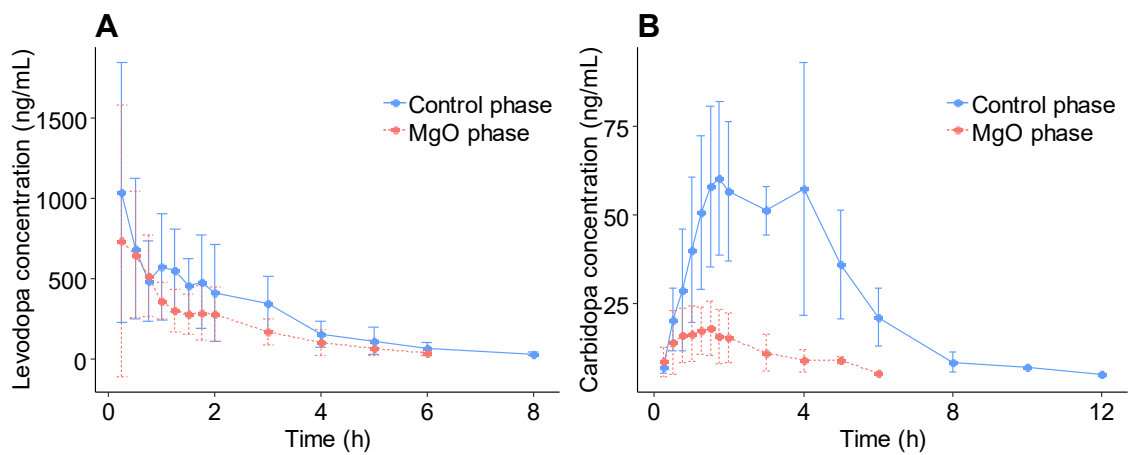 A
Levodopa concentration (ng/mL)
1500
1000
500
0
Control phase
MgO phase
0 2 4 6 8
Time (h)
B
Carbidopa concentration (ng/mL)
75
50
25
Control phase
MgO phase
0 4 8 12
Time (h)